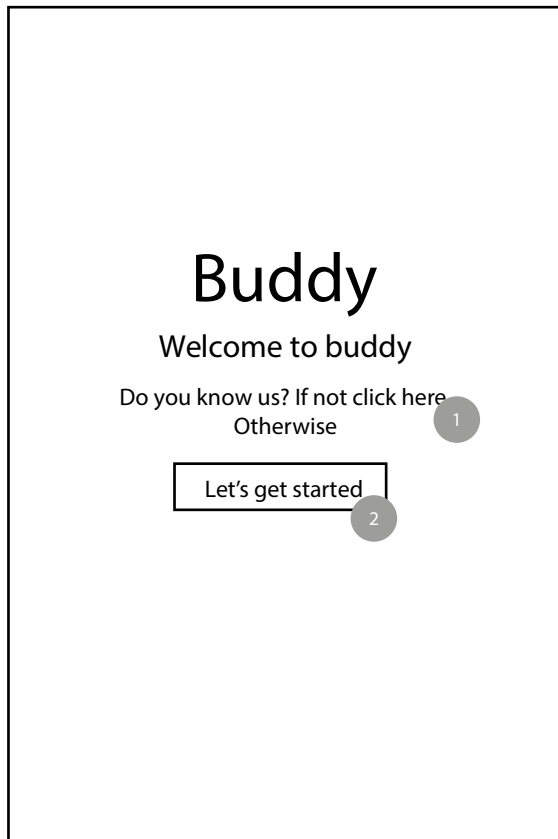 Buddy
Welcome to buddy
Do you know us? If not click here
1
Otherwise
Let's get started
2